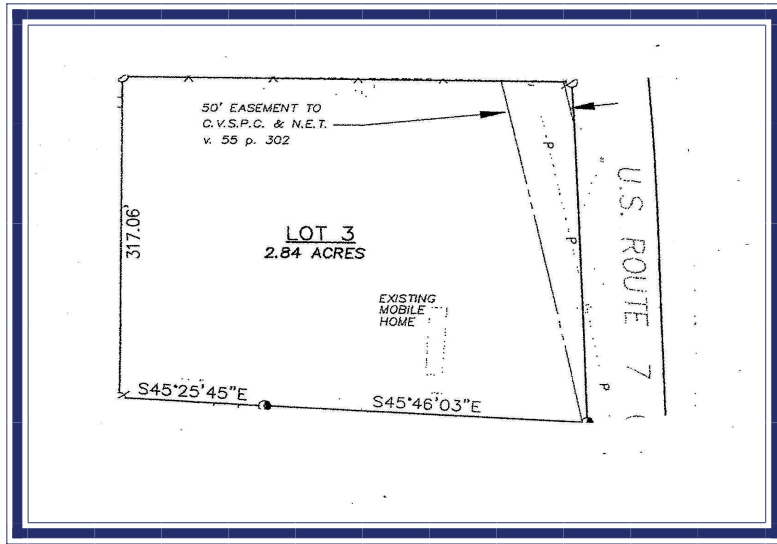 50' EASEMENT TO
C.V.S.P.C. & N.E.T.
v. 55 p. 302
317.06'
LOT 3
2.84 ACRES
EXISTING
MOBILE
HOME
S45°25'45"E
S45°46'03"E
U.S. ROUTE 7 (
P
P
P